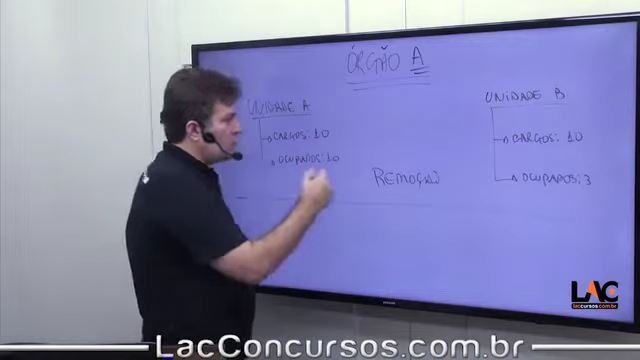 ÓRGÃO A
UNIDADE A
CARGOS: 10
OCUPADOS: 10
REMOÇÃO
UNIDADE B
CARGOS: 10
OCUPADOS: 3
LAC
laccursos.com.br
LacConcursos.com.br